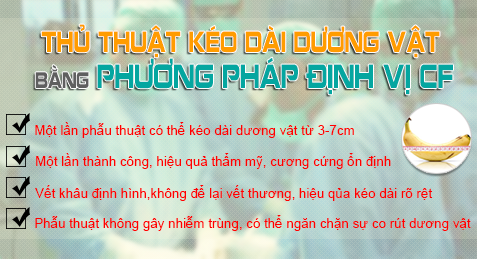 THỦ THUẬT KÉO DÀI DƯƠNG VẬT
BẰNG PHƯƠNG PHÁP ĐỊNH VỊ CF
Một lần phẫu thuật có thể kéo dài dương vật từ 3-7cm
Một lần thành công, hiệu quả thẩm mỹ, cương cứng ổn định
Vết khâu định hình,không để lại vết thương, hiệu qủa kéo dài rõ rệt
Phẫu thuật không gây nhiễm trùng, có thể ngăn chặn sự co rút dương vật